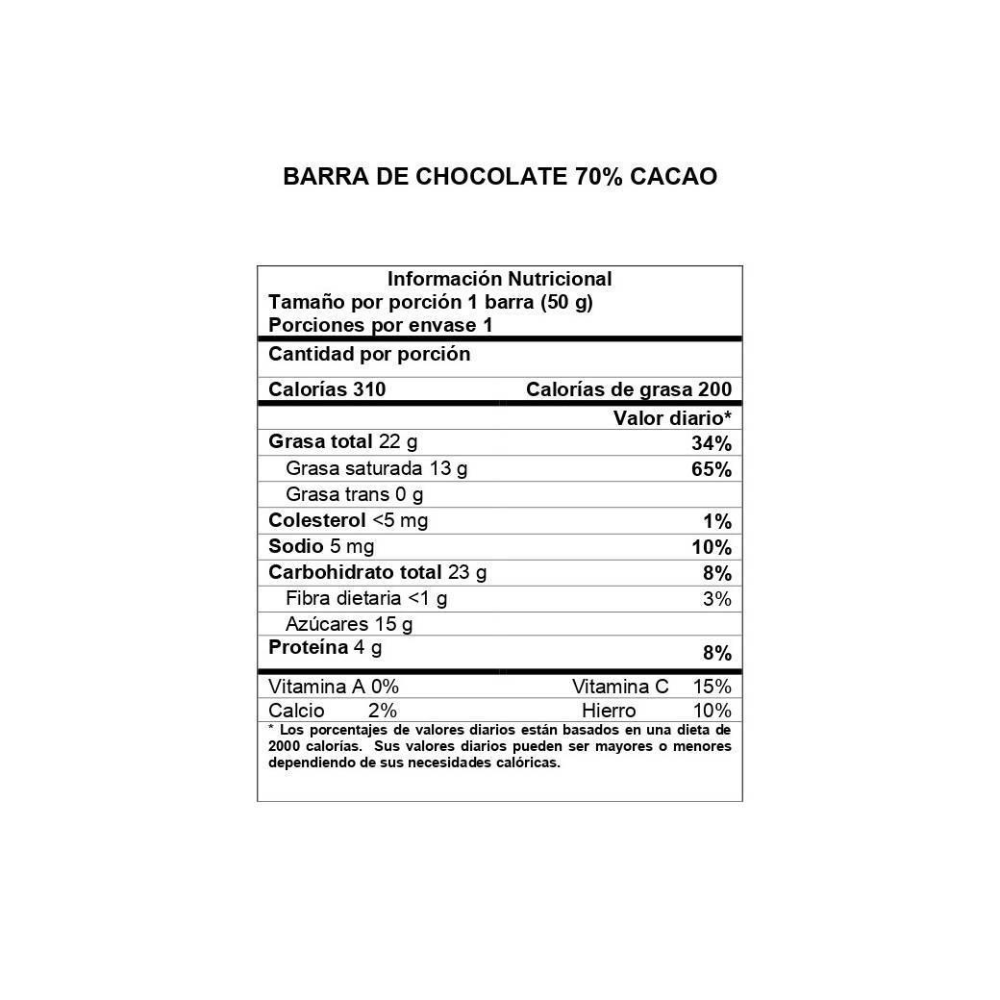 BARRA DE CHOCOLATE 70% CACAO
Información Nutricional
Tamaño por porción 1 barra (50 g)
Porciones por envase 1
Cantidad por porción
Calorías 310 Calorías de grasa 200
Valor diario*
Grasa total 22 g 34%
Grasa saturada 13 g 65%
Grasa trans 0 g
Colesterol <5 mg 1%
Sodio 5 mg 10%
Carbohidrato total 23 g 8%
Fibra dietaria <1 g 3%
Azúcares 15 g
Proteína 4 g 8%
Vitamina A 0% Vitamina C 15%
Calcio 2% Hierro 10%
* Los porcentajes de valores diarios están basados en una dieta de
2000 calorías. Sus valores diarios pueden ser mayores o menores
dependiendo de sus necesidades calóricas.